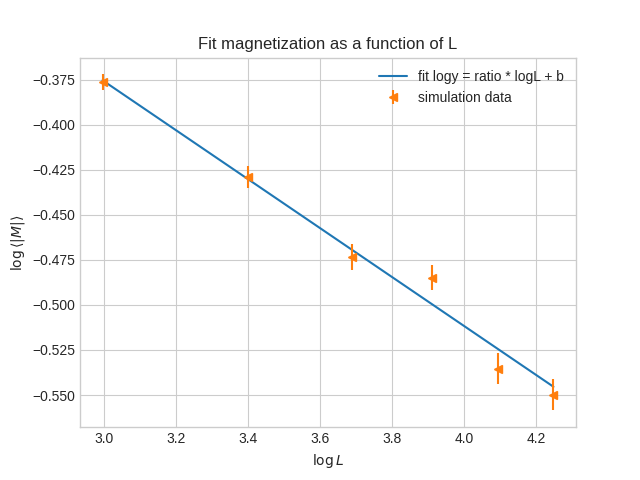 Fit magnetization as a function of L
fit logy = ratio * logL + b
simulation data
log ⟨|M|⟩
−0.375
−0.400
−0.425
−0.450
−0.475
−0.500
−0.525
−0.550
3.0 3.2 3.4 3.6 3.8 4.0 4.2
log L